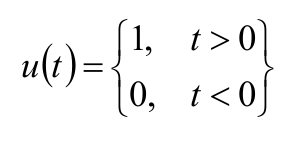 u(t) = {1, t > 0
0, t < 0}